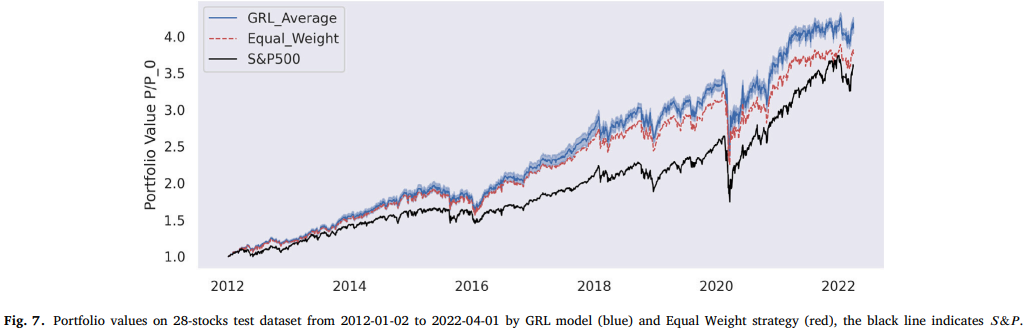 GRL_Average
Equal_Weight
S&P500
Portfolio Value P/P_0
4.0
3.5
3.0
2.5
2.0
1.5
1.0
2012 2014 2016 2018 2020 2022
Fig. 7. Portfolio values on 28-stocks test dataset from 2012-01-02 to 2022-04-01 by GRL model (blue) and Equal Weight strategy (red), the black line indicates S&P.